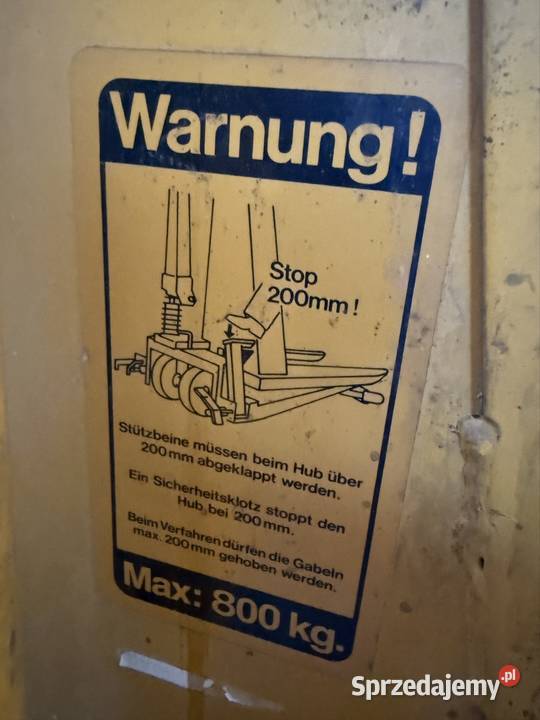 Warnung!
Stop
200mm!
Stützbeine müssen beim Hub über
200mm abgeklappt werden.
Ein Sicherheitsklotz stoppt den
Hub bei 200mm.
Beim Verfahren dürfen die Gabeln
max. 200mm gehoben werden.
Max: 800 kg.
Sprzedajemy.pl